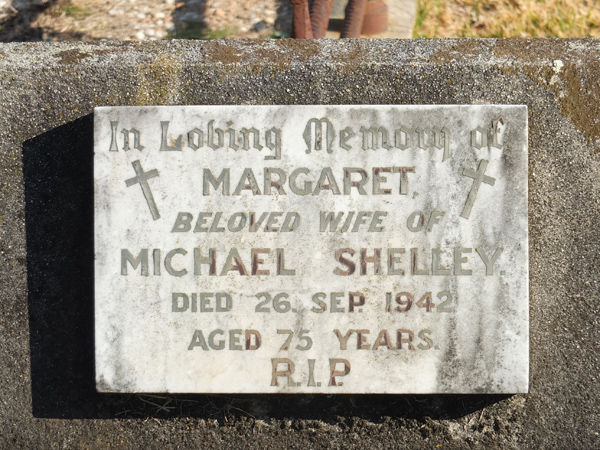 In Loving Memory of
MARGARET,
BELOVED WIFE OF
MICHAEL SHELLEY.
DIED 26. SEP. 1942
AGED 75 YEARS.
R.I.P.